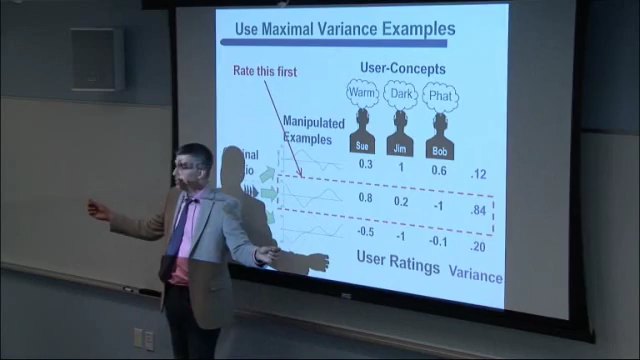 Use Maximal Variance Examples
Rate this first
User-Concepts
Warm Dark Phat
Manipulated
Examples
Sue Jim Bob
0.3 1 0.6 .12
0.8 0.2 -1 .84
-0.5 -1 -0.1 .20
User Ratings Variance